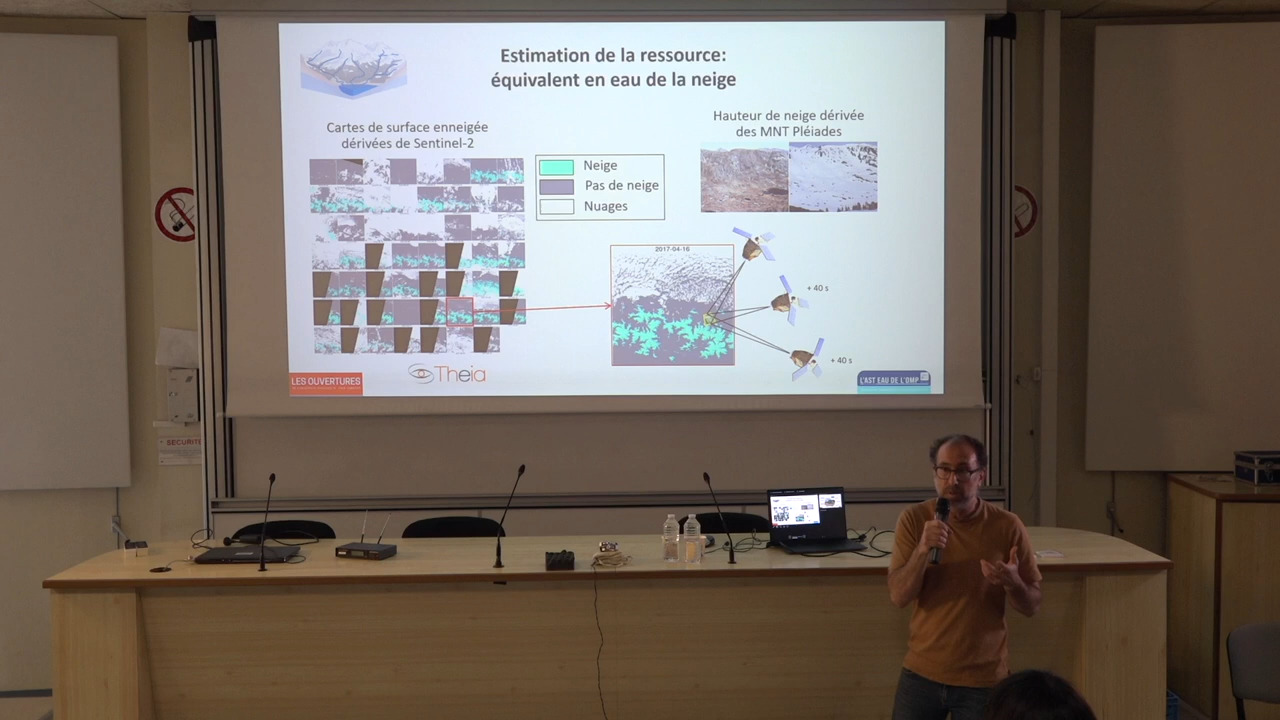 Estimation de la ressource:
équivalent en eau de la neige
Cartes de surface enneigée
dérivées de Sentinel-2
Hauteur de neige dérivée
des MNT Pléiades
Neige
Pas de neige
Nuages
2017-04-16
+ 40 s
+ 40 s
Theia
LES OUVERTURES
L'AST EAU DE L'OMP
SECURITE